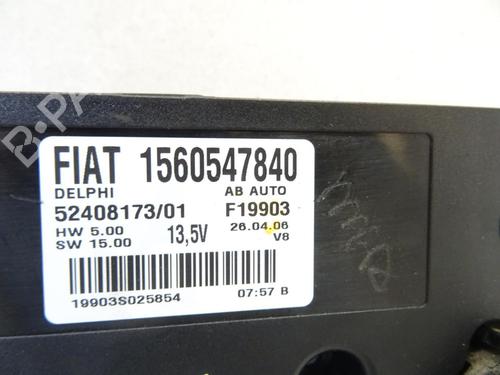 FIAT 1560547840
DELPHI AB AUTO
52408173/01 F19903
HW 5.00 13,5V 26.04.06
SW 15.00 V8
19903S025854 07:57 B
B-PA